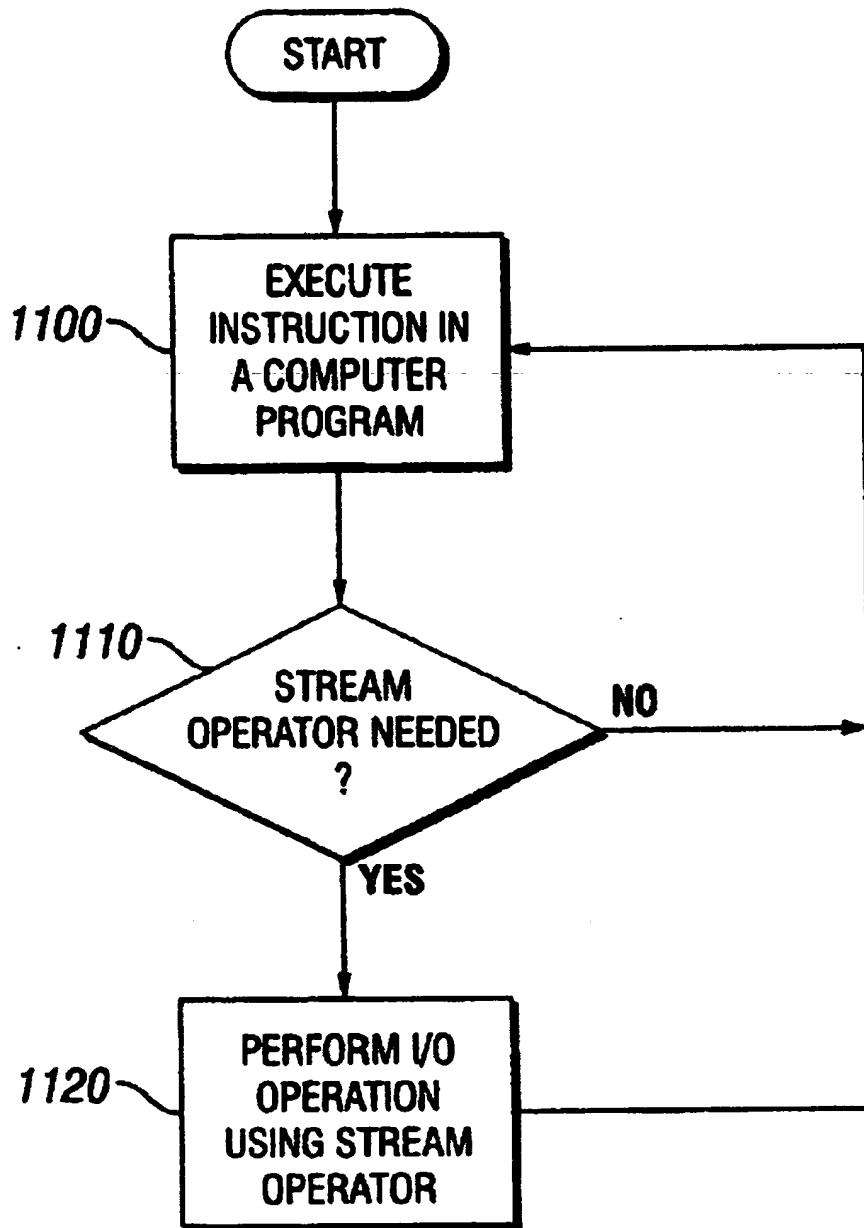 START
1100
EXECUTE
INSTRUCTION IN
A COMPUTER
PROGRAM
1110
STREAM
OPERATOR NEEDED
?
NO
YES
1120
PERFORM I/O
OPERATION
USING STREAM
OPERATOR